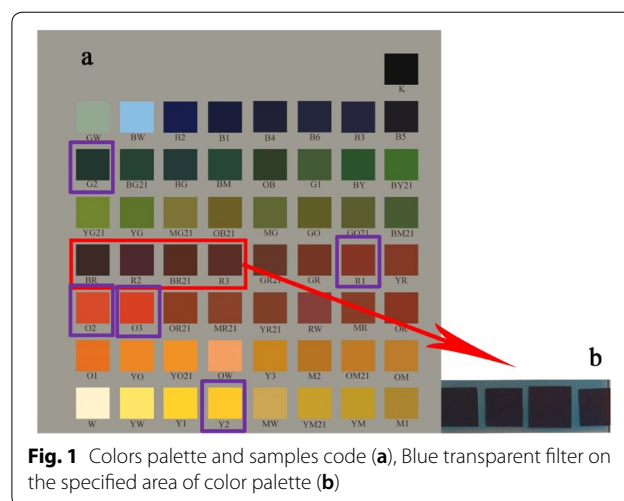 a
K
GW BW B2 B1 B4 B6 B3 B5
G2 BG21 BG BM OB G1 BY BY21
YG21 YG MG21 OB21 MG GO GO21 BM21
BR R2 BR21 R3 GR21 GR R1 YR
O2 O3 OR21 MR21 YR21 RW MR OR
O1 YO YO21 OW Y3 M2 OM21 OM
b
W YW Y1 Y2 MW YM21 YM M1
Fig. 1 Colors palette and samples code (a), Blue transparent filter on
the specified area of color palette (b)